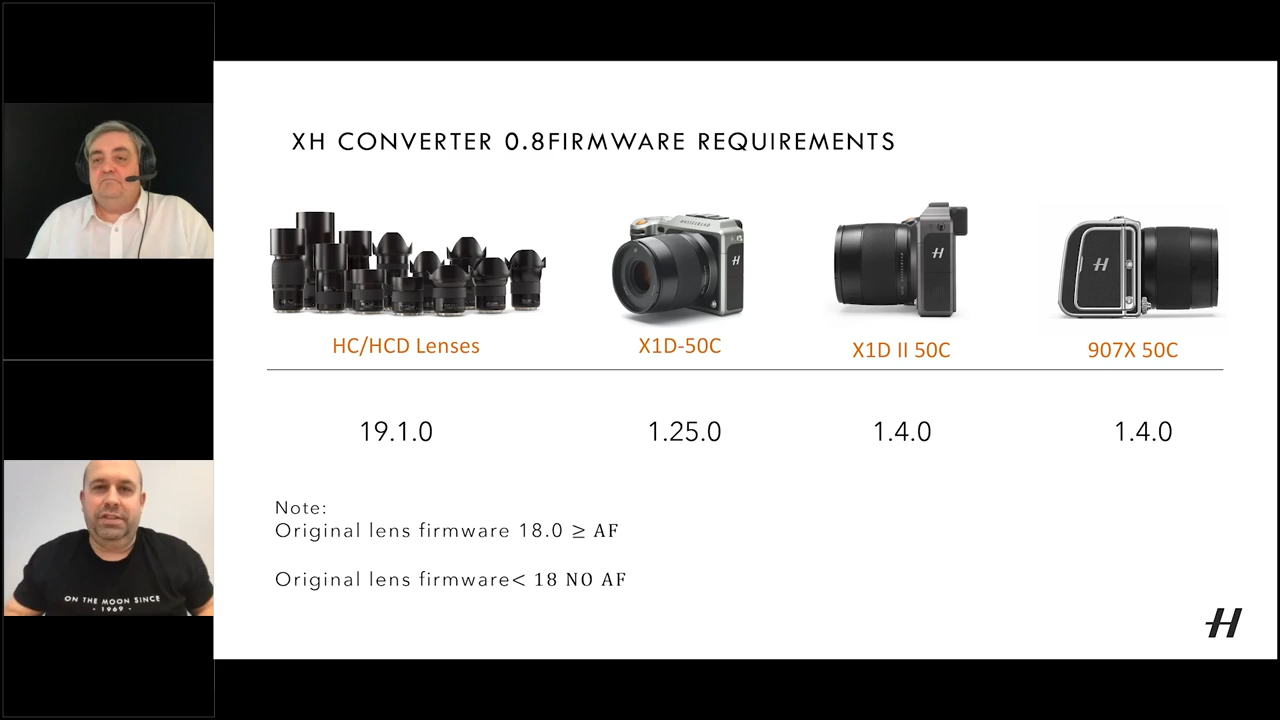 XH CONVERTER 0.8FIRMWARE REQUIREMENTS
HASSELBLAD
HC/HCD Lenses
X1D-50C
X1D II 50C
907X 50C
19.1.0
1.25.0
1.4.0
1.4.0
Note:
Original lens firmware 18.0 ≥ AF
Original lens firmware< 18 NO AF
ON THE MOON SINCE
• 1969 •